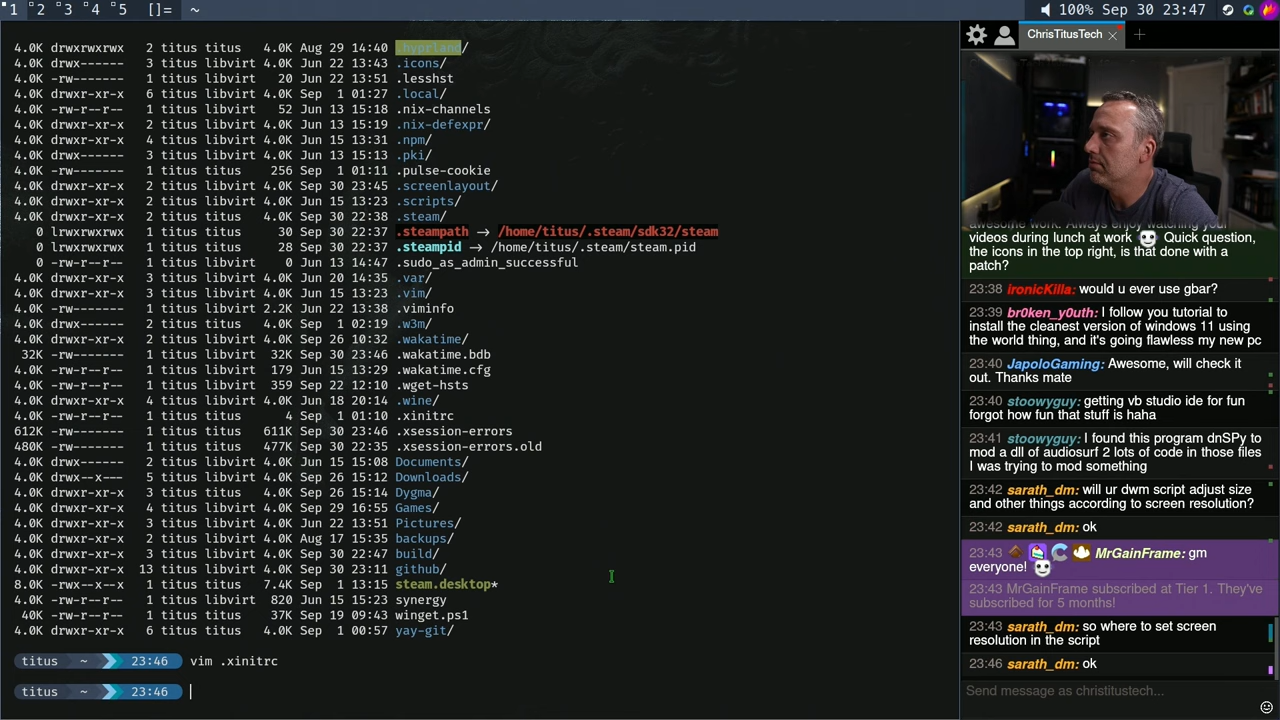 1 2 3 4 5 []= ~ 100% Sep 30 23:47
4.0K drwxrwxrwx 2 titus titus 4.0K Aug 29 14:40 .hyprland/
4.0K drwx------ 3 titus libvirt 4.0K Jun 22 13:43 .icons/
4.0K -rw------- 1 titus libvirt 20 Jun 22 13:51 .lesshst
4.0K drwxr-xr-x 6 titus libvirt 4.0K Sep 1 01:27 .local/
4.0K -rw-r--r-- 1 titus libvirt 52 Jun 13 15:18 .nix-channels
4.0K drwxr-xr-x 2 titus libvirt 4.0K Jun 13 15:19 .nix-defexpr/
4.0K drwxr-xr-x 4 titus libvirt 4.0K Jun 15 13:31 .npm/
4.0K drwx------ 3 titus libvirt 4.0K Jun 13 15:13 .pki/
4.0K -rw------- 1 titus titus 256 Sep 1 01:11 .pulse-cookie
4.0K drwxr-xr-x 2 titus libvirt 4.0K Sep 30 23:45 .screenlayout/
4.0K drwxr-xr-x 2 titus libvirt 4.0K Jun 15 13:23 .scripts/
4.0K drwxr-xr-x 2 titus titus 4.0K Sep 30 22:38 .steam/
0 lrwxrwxrwx 1 titus titus 30 Sep 30 22:37 .steampath → /home/titus/.steam/sdk32/steam
0 lrwxrwxrwx 1 titus titus 28 Sep 30 22:37 .steampid → /home/titus/.steam/steam.pid
0 -rw-r--r-- 1 titus libvirt 0 Jun 13 14:47 .sudo_as_admin_successful
4.0K drwxr-xr-x 3 titus libvirt 4.0K Jun 20 14:35 .var/
4.0K drwxr-xr-x 3 titus libvirt 4.0K Jun 15 13:23 .vim/
4.0K -rw-r--r-- 1 titus libvirt 2.2K Jun 22 13:38 .viminfo
4.0K drwxr-xr-x 2 titus titus 4.0K Sep 1 02:19 .w3m/
4.0K drwxr-xr-x 2 titus libvirt 4.0K Sep 26 10:32 .wakatime/
32K -rw------- 1 titus libvirt 32K Sep 30 23:46 .wakatime.bdb
4.0K -rw-r--r-- 1 titus libvirt 179 Jun 15 13:29 .wakatime.cfg
4.0K -rw-r--r-- 1 titus libvirt 359 Sep 22 12:10 .wget-hsts
4.0K drwxr-xr-x 4 titus libvirt 4.0K Jun 18 20:14 .wine/
4.0K -rw-r--r-- 1 titus titus 4 Sep 1 01:10 .xinitrc
612K -rw------- 1 titus libvirt 611K Sep 30 23:46 .xsession-errors
480K -rw------- 1 titus libvirt 477K Sep 30 22:35 .xsession-errors.old
4.0K drwxr-xr-x 2 titus libvirt 4.0K Jun 15 15:08 Documents/
4.0K drwx--x--- 5 titus libvirt 4.0K Sep 26 15:12 Downloads/
4.0K drwxr-xr-x 3 titus titus 4.0K Sep 26 15:14 Dygma/
4.0K drwxr-xr-x 4 titus libvirt 4.0K Sep 29 16:55 Games/
4.0K drwxr-xr-x 3 titus libvirt 4.0K Jun 22 13:51 Pictures/
4.0K drwxr-xr-x 2 titus titus 4.0K Aug 17 15:35 backups/
4.0K drwxr-xr-x 3 titus libvirt 4.0K Sep 30 22:47 build/
4.0K drwxr-xr-x 13 titus libvirt 4.0K Sep 30 23:11 github/
8.0K -rwxr-xr-x 1 titus titus 7.4K Sep 1 13:15 steam.desktop*
4.0K -rw-r--r-- 1 titus libvirt 820 Jun 15 15:23 synergy
40K -rw-r--r-- 1 titus titus 37K Sep 19 09:43 winget.ps1
4.0K drwxr-xr-x 6 titus titus 4.0K Sep 1 00:57 yay-git/
titus ~ 23:46 vim .xinitrc
titus ~ 23:46
ChrisTitusTech
awesome work. Always enjoy watching your
videos during lunch at work Quick question,
the icons in the top right, is that done with a
patch?
23:38 IronicKilla: would u ever use gbar?
23:39 br0ken_y0uth: I follow you tutorial to
install the cleanest version of windows 11 using
the world thing, and it's going flawless my new pc
23:40 JapoloGaming: Awesome, will check it
out. Thanks mate
23:40 stoowyguy: getting vb studio ide for fun
forgot how fun that stuff is haha
23:41 stoowyguy: I found this program dnSPy to
mod a dll of audiosurf 2 lots of code in those files
I was trying to mod something
23:42 sarath_dm: will ur dwm script adjust size
and other things according to screen resolution?
23:42 sarath_dm: ok
23:43 MrGainFrame: gm
everyone!
23:43 MrGainFrame subscribed at Tier 1. They've
subscribed for 5 months!
23:43 sarath_dm: so where to set screen
resolution in the script
23:46 sarath_dm: ok
Send message as christitustech...